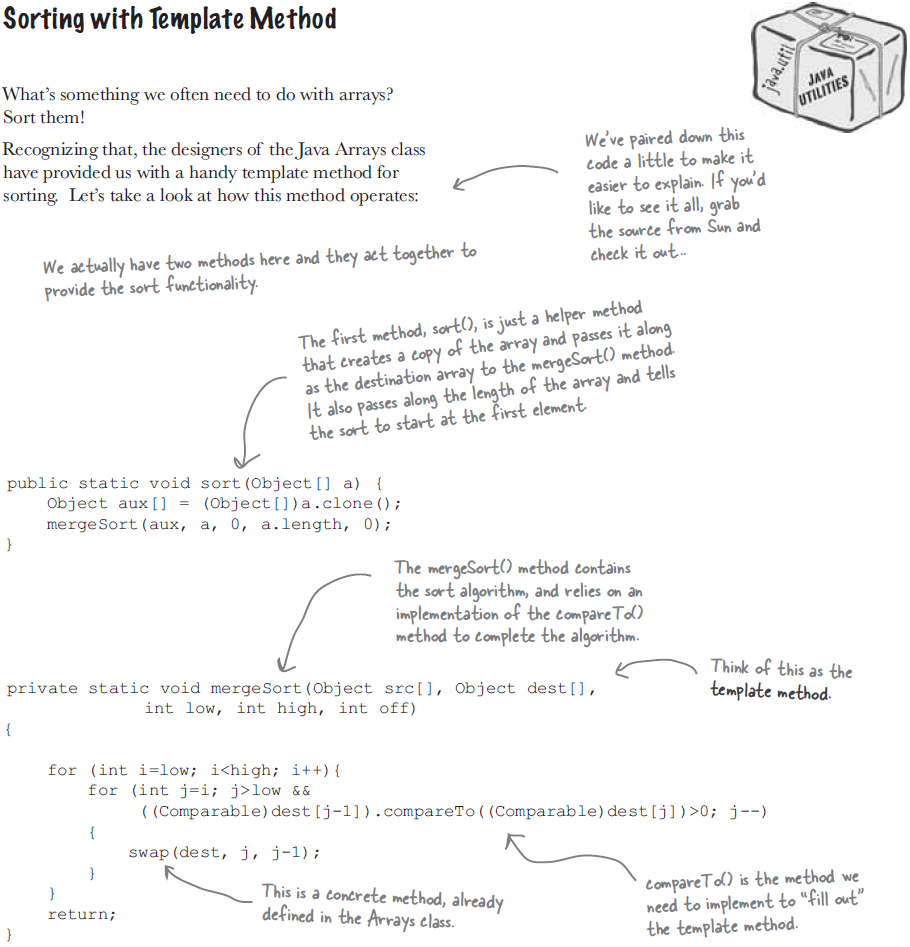 Sorting with Template Method
java.util
JAVA
UTILITIES
What's something we often need to do with arrays?
Sort them!
Recognizing that, the designers of the Java Arrays class
have provided us with a handy template method for
sorting. Let's take a look at how this method operates:
We've paired down this
code a little to make it
easier to explain. If you'd
like to see it all, grab
the source from Sun and
check it out..
We actually have two methods here and they act together to
provide the sort functionality.
The first method, sort(), is just a helper method
that creates a copy of the array and passes it along
as the destination array to the mergeSort() method.
It also passes along the length of the array and tells
the sort to start at the first element.
public static void sort(Object[] a) {
    Object aux[] = (Object[])a.clone();
    mergeSort(aux, a, 0, a.length, 0);
}
The mergeSort() method contains
the sort algorithm, and relies on an
implementation of the compareTo()
method to complete the algorithm.
Think of this as the
template method.
private static void mergeSort(Object src[], Object dest[],
              int low, int high, int off)
{
    for (int i=low; i<high; i++){
        for (int j=i; j>low &&
             ((Comparable)dest[j-1]).compareTo((Comparable)dest[j])>0; j--)
        {
            swap(dest, j, j-1);
        }
    }
    return;
}
This is a concrete method, already
defined in the Arrays class.
compareTo() is the method we
need to implement to "fill out"
the template method.